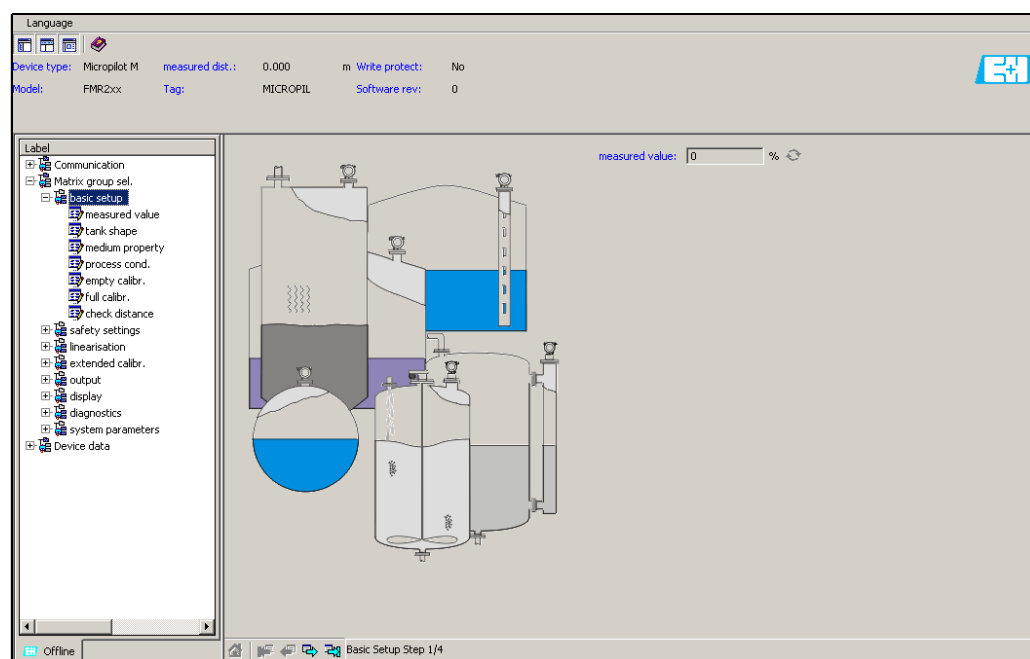 Language
Device type: Micropilot M measured dist.: 0.000 m Write protect: No
Model: FMR2xx Tag: MICROPIL Software rev: 0
E+H
Label
Communication
Matrix group sel.
basic setup
measured value
tank shape
medium property
process cond.
empty calibr.
full calibr.
check distance
safety settings
linearisation
extended calibr.
output
display
diagnostics
system parameters
Device data
measured value: 0 %
Offline
Basic Setup Step 1/4